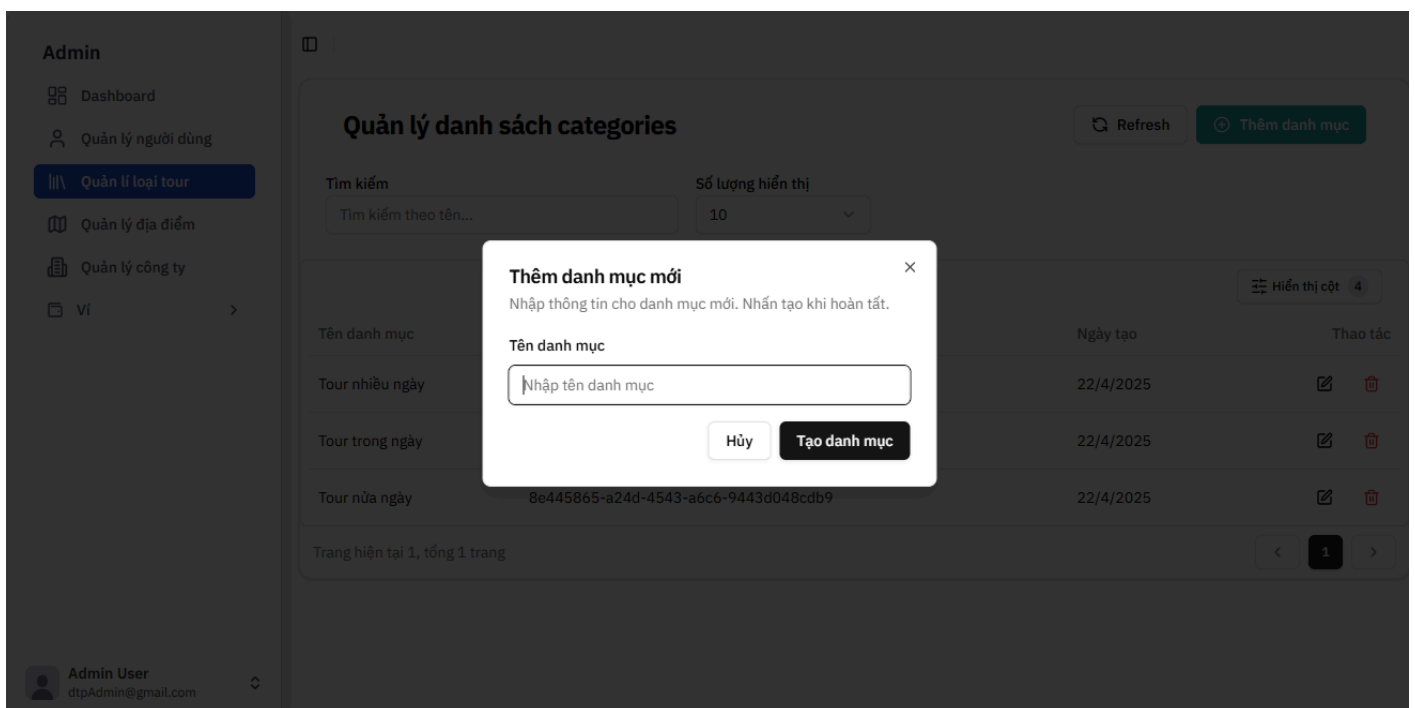 Admin
Dashboard
Quản lý người dùng
Quản lí loại tour
Quản lý địa điểm
Quản lý công ty
Ví
Admin User
dtpAdmin@gmail.com
Quản lý danh sách categories
Refresh
Thêm danh mục
Tìm kiếm
Số lượng hiển thị
Tìm kiếm theo tên...
10
Hiển thị cột 4
Tên danh mục
Ngày tạo
Thao tác
Tour nhiều ngày
22/4/2025
Tour trong ngày
22/4/2025
Tour nửa ngày
8e445865-a24d-4543-a6c6-9443d048cdb9
22/4/2025
Trang hiện tại 1, tổng 1 trang
1
Thêm danh mục mới
Nhập thông tin cho danh mục mới. Nhấn tạo khi hoàn tất.
Tên danh mục
Nhập tên danh mục
Hủy
Tạo danh mục